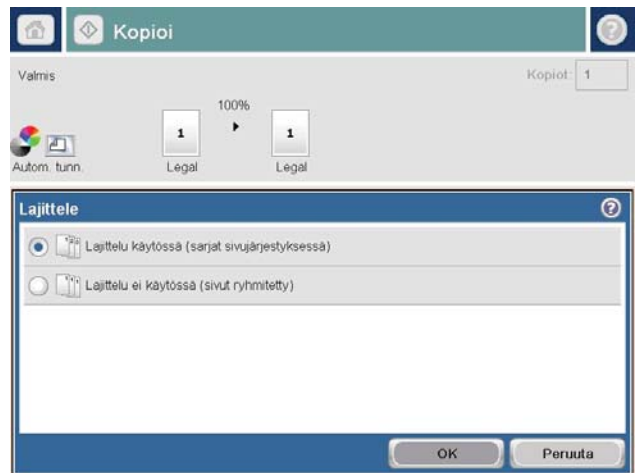 Kopioi
Valmis
Kopiot: 1
100%
1 1
Autom. tunn. Legal Legal
Lajittele
Lajittelu käytössä (sarjat sivujärjestyksessä)
Lajittelu ei käytössä (sivut ryhmitetty)
OK Peruuta